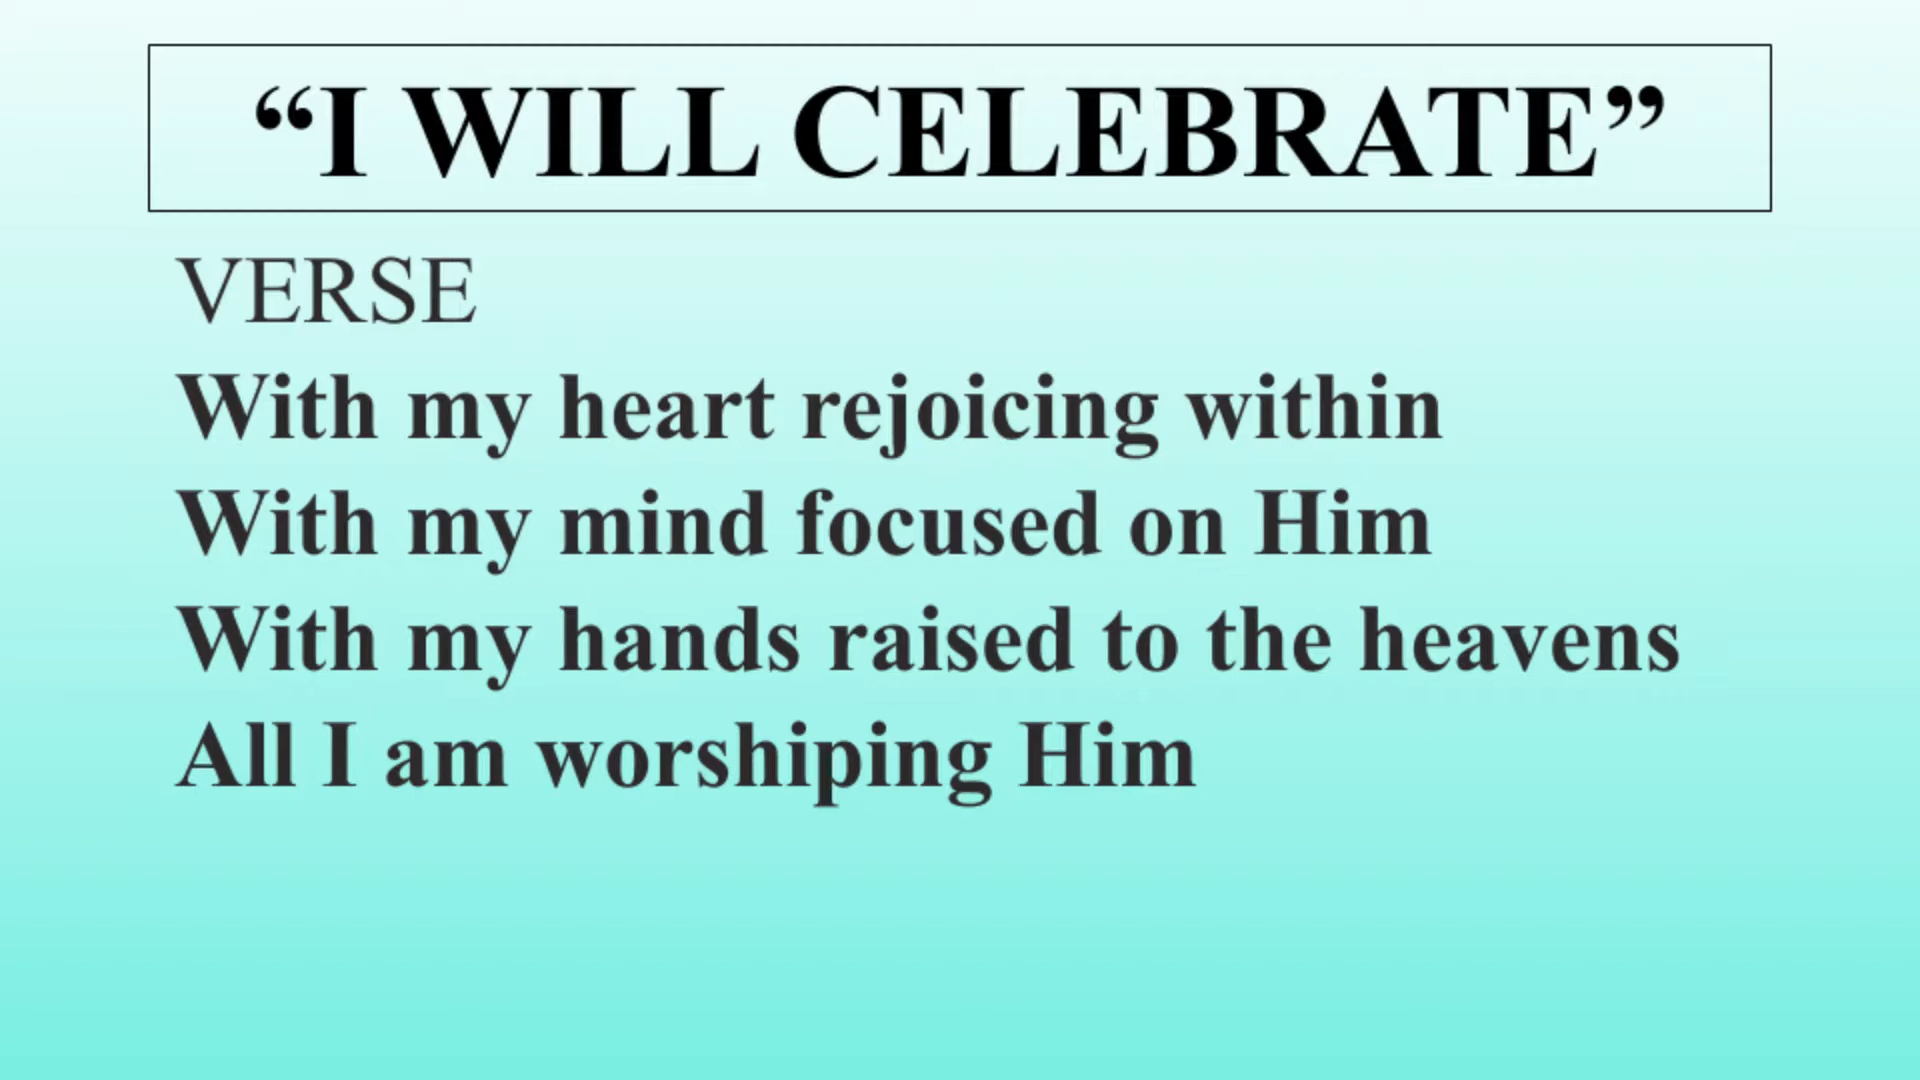 “I WILL CELEBRATE”
VERSE
With my heart rejoicing within
With my mind focused on Him
With my hands raised to the heavens
All I am worshiping Him